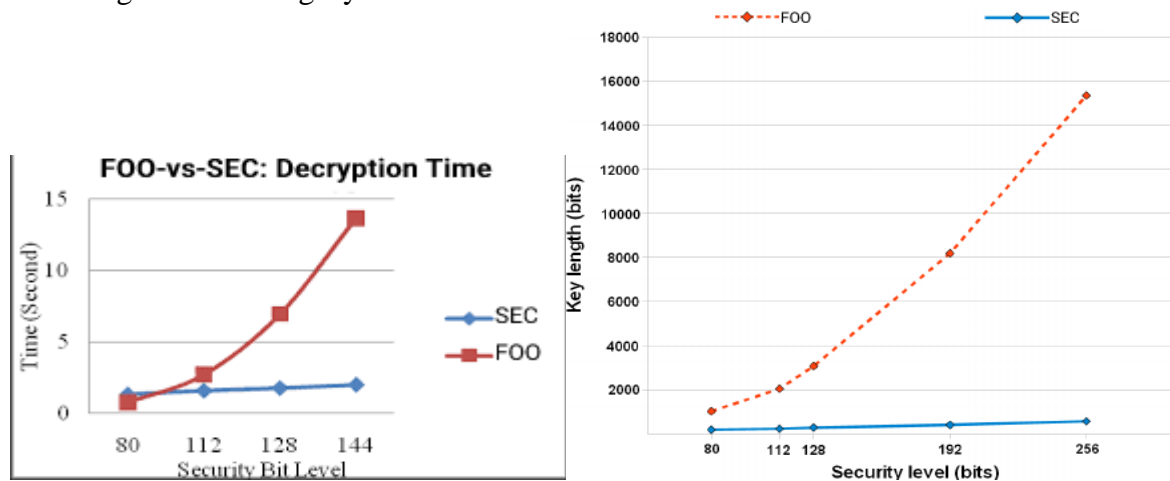 FOO-vs-SEC: Decryption Time
15
10
5
0
Time (Second)
80 112 128 144
Security Bit Level
SEC
FOO
FOO SEC
18000
16000
14000
12000
10000
8000
6000
4000
2000
Key length (bits)
80 112 128 192 256
Security level (bits)